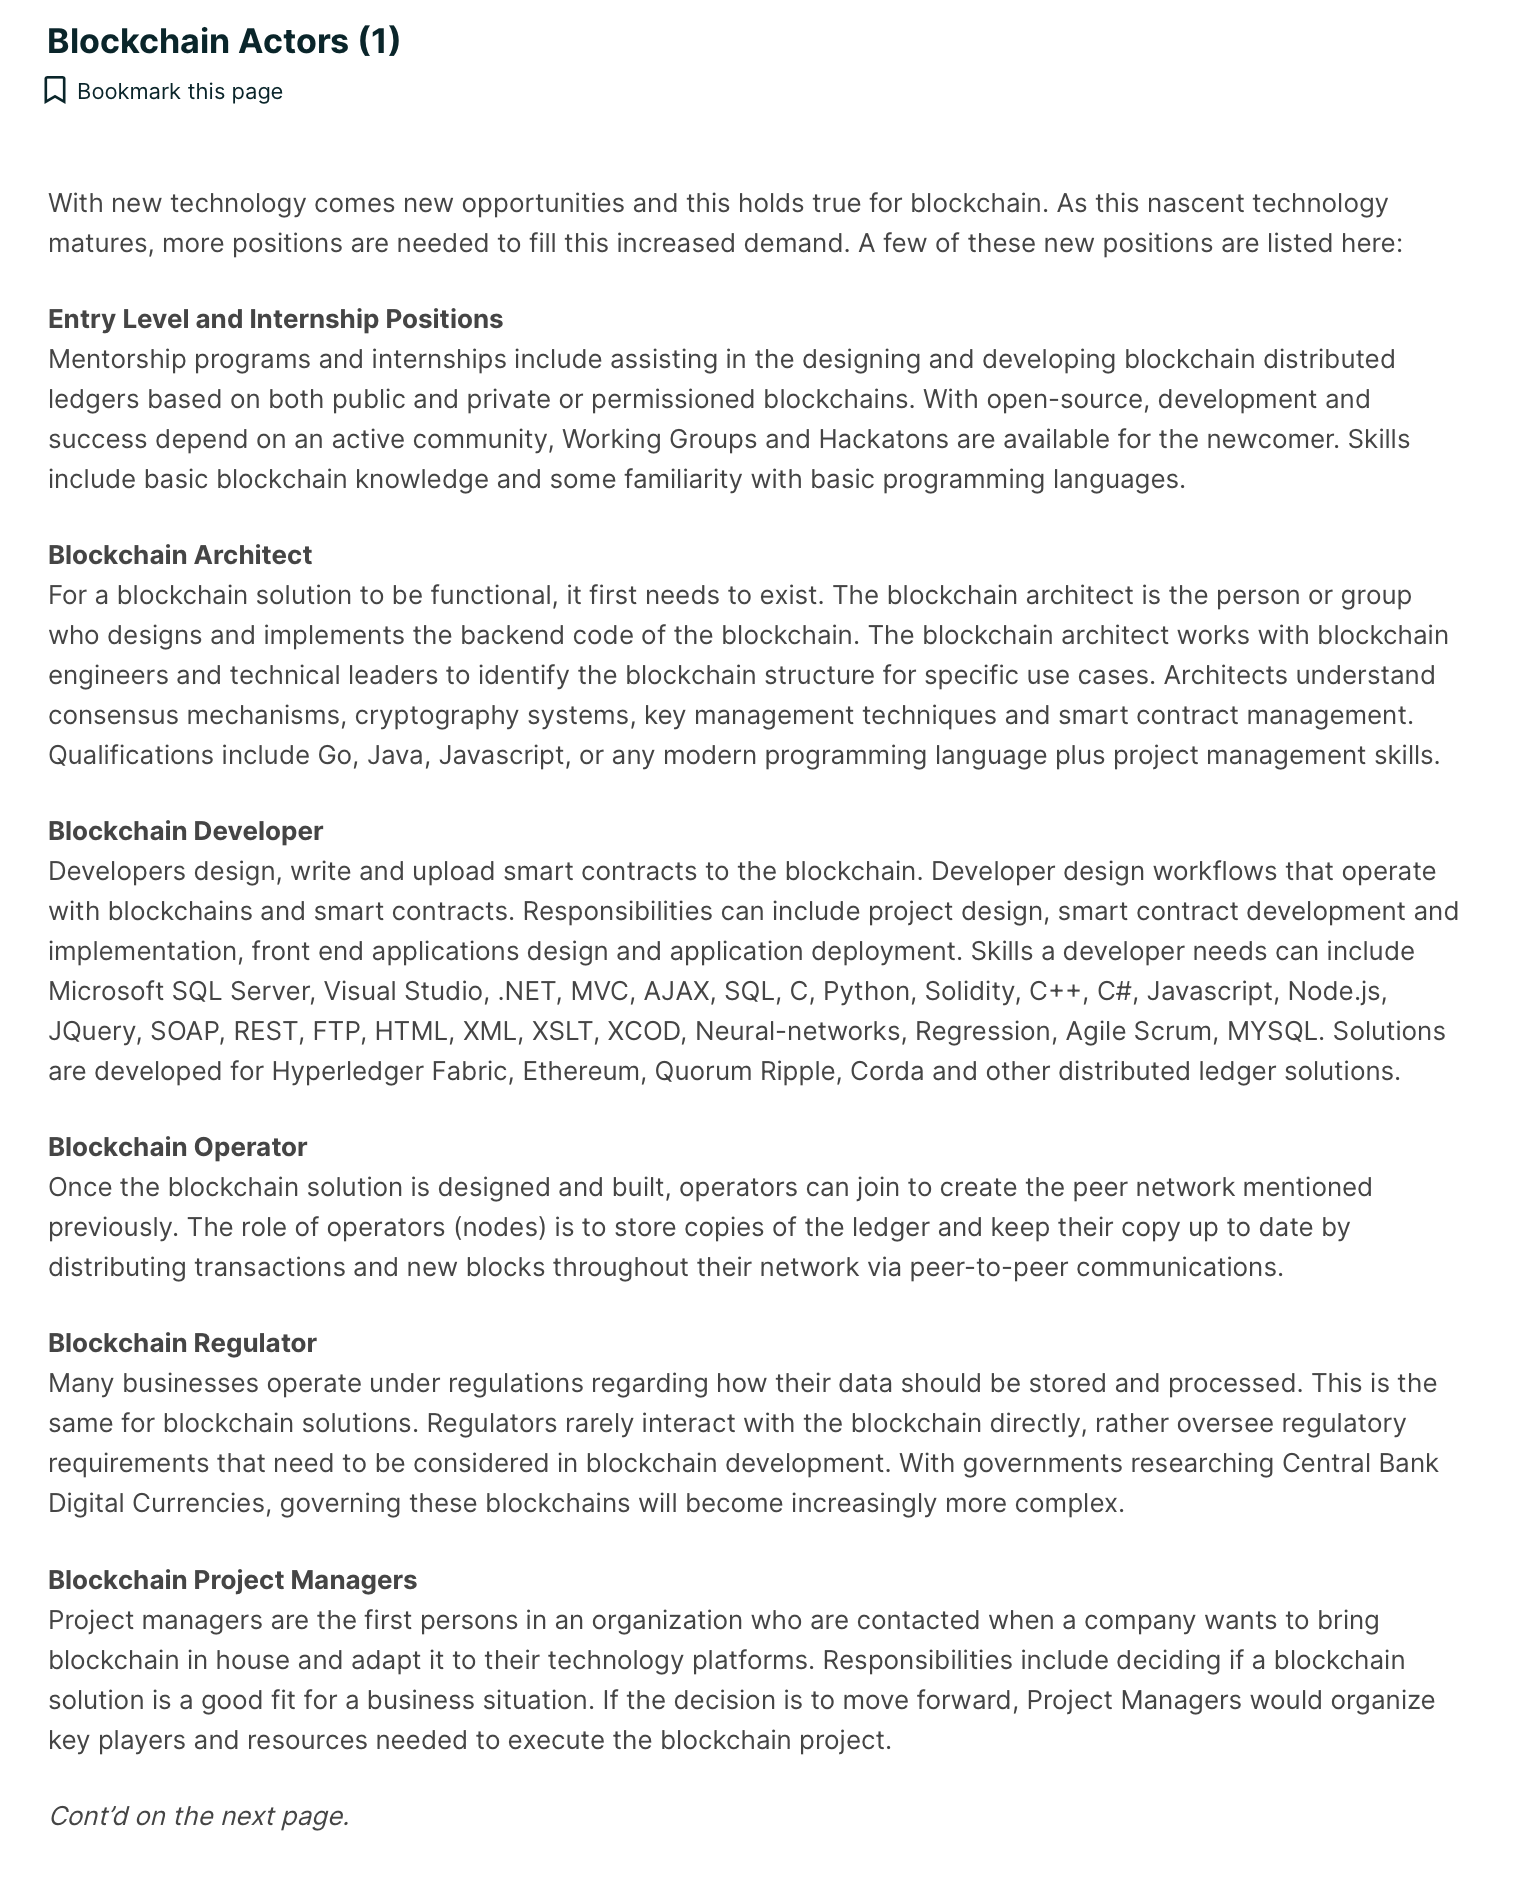 Blockchain Actors (1)
Bookmark this page
With new technology comes new opportunities and this holds true for blockchain. As this nascent technology
matures, more positions are needed to fill this increased demand. A few of these new positions are listed here:
Entry Level and Internship Positions
Mentorship programs and internships include assisting in the designing and developing blockchain distributed
ledgers based on both public and private or permissioned blockchains. With open-source, development and
success depend on an active community, Working Groups and Hackatons are available for the newcomer. Skills
include basic blockchain knowledge and some familiarity with basic programming languages.
Blockchain Architect
For a blockchain solution to be functional, it first needs to exist. The blockchain architect is the person or group
who designs and implements the backend code of the blockchain. The blockchain architect works with blockchain
engineers and technical leaders to identify the blockchain structure for specific use cases. Architects understand
consensus mechanisms, cryptography systems, key management techniques and smart contract management.
Qualifications include Go, Java, Javascript, or any modern programming language plus project management skills.
Blockchain Developer
Developers design, write and upload smart contracts to the blockchain. Developer design workflows that operate
with blockchains and smart contracts. Responsibilities can include project design, smart contract development and
implementation, front end applications design and application deployment. Skills a developer needs can include
Microsoft SQL Server, Visual Studio, .NET, MVC, AJAX, SQL, C, Python, Solidity, C++, C#, Javascript, Node.js,
JQuery, SOAP, REST, FTP, HTML, XML, XSLT, XCOD, Neural-networks, Regression, Agile Scrum, MYSQL. Solutions
are developed for Hyperledger Fabric, Ethereum, Quorum Ripple, Corda and other distributed ledger solutions.
Blockchain Operator
Once the blockchain solution is designed and built, operators can join to create the peer network mentioned
previously. The role of operators (nodes) is to store copies of the ledger and keep their copy up to date by
distributing transactions and new blocks throughout their network via peer-to-peer communications.
Blockchain Regulator
Many businesses operate under regulations regarding how their data should be stored and processed. This is the
same for blockchain solutions. Regulators rarely interact with the blockchain directly, rather oversee regulatory
requirements that need to be considered in blockchain development. With governments researching Central Bank
Digital Currencies, governing these blockchains will become increasingly more complex.
Blockchain Project Managers
Project managers are the first persons in an organization who are contacted when a company wants to bring
blockchain in house and adapt it to their technology platforms. Responsibilities include deciding if a blockchain
solution is a good fit for a business situation. If the decision is to move forward, Project Managers would organize
key players and resources needed to execute the blockchain project.
Cont’d on the next page.